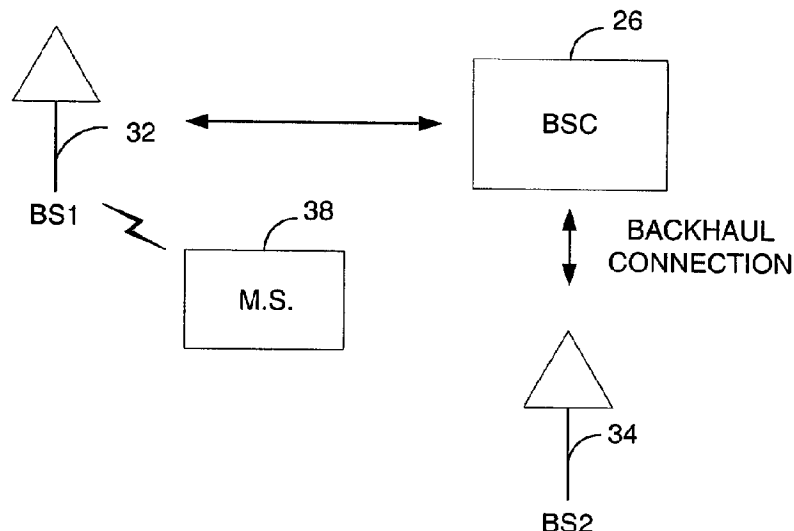 26
BSC
32
BS1
38
M.S.
BACKHAUL
CONNECTION
34
BS2